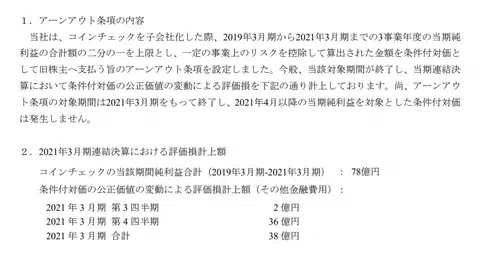 １．アーンアウト条項の内容
当社は、コインチェックを子会社化した際、2019年3月期から2021年3月期までの3事業年度の当期純
利益の合計額の二分の一を上限とし、一定の事業上のリスクを控除して算出された金額を条件付対価と
して旧株主へ支払う旨のアーンアウト条項を設定しました。今般、当該対象期間が終了し、当期連結決
算において条件付対価の公正価値の変動による評価損を下記の通り計上しております。尚、アーンアウ
ト条項の対象期間は2021年3月期をもって終了し、2021年4月以降の当期純利益を対象とした条件付対価
は発生しません。
２．2021年3月期連結決算における評価損計上額
コインチェックの当該期間純利益合計（2019年3月期-2021年3月期） ： 78億円
条件付対価の公正価値の変動による評価損計上額（その他金融費用）：
2021 年 3 月期 第 3 四半期 2 億円
2021 年 3 月期 第 4 四半期 36 億円
2021 年 3 月期 合計 38 億円